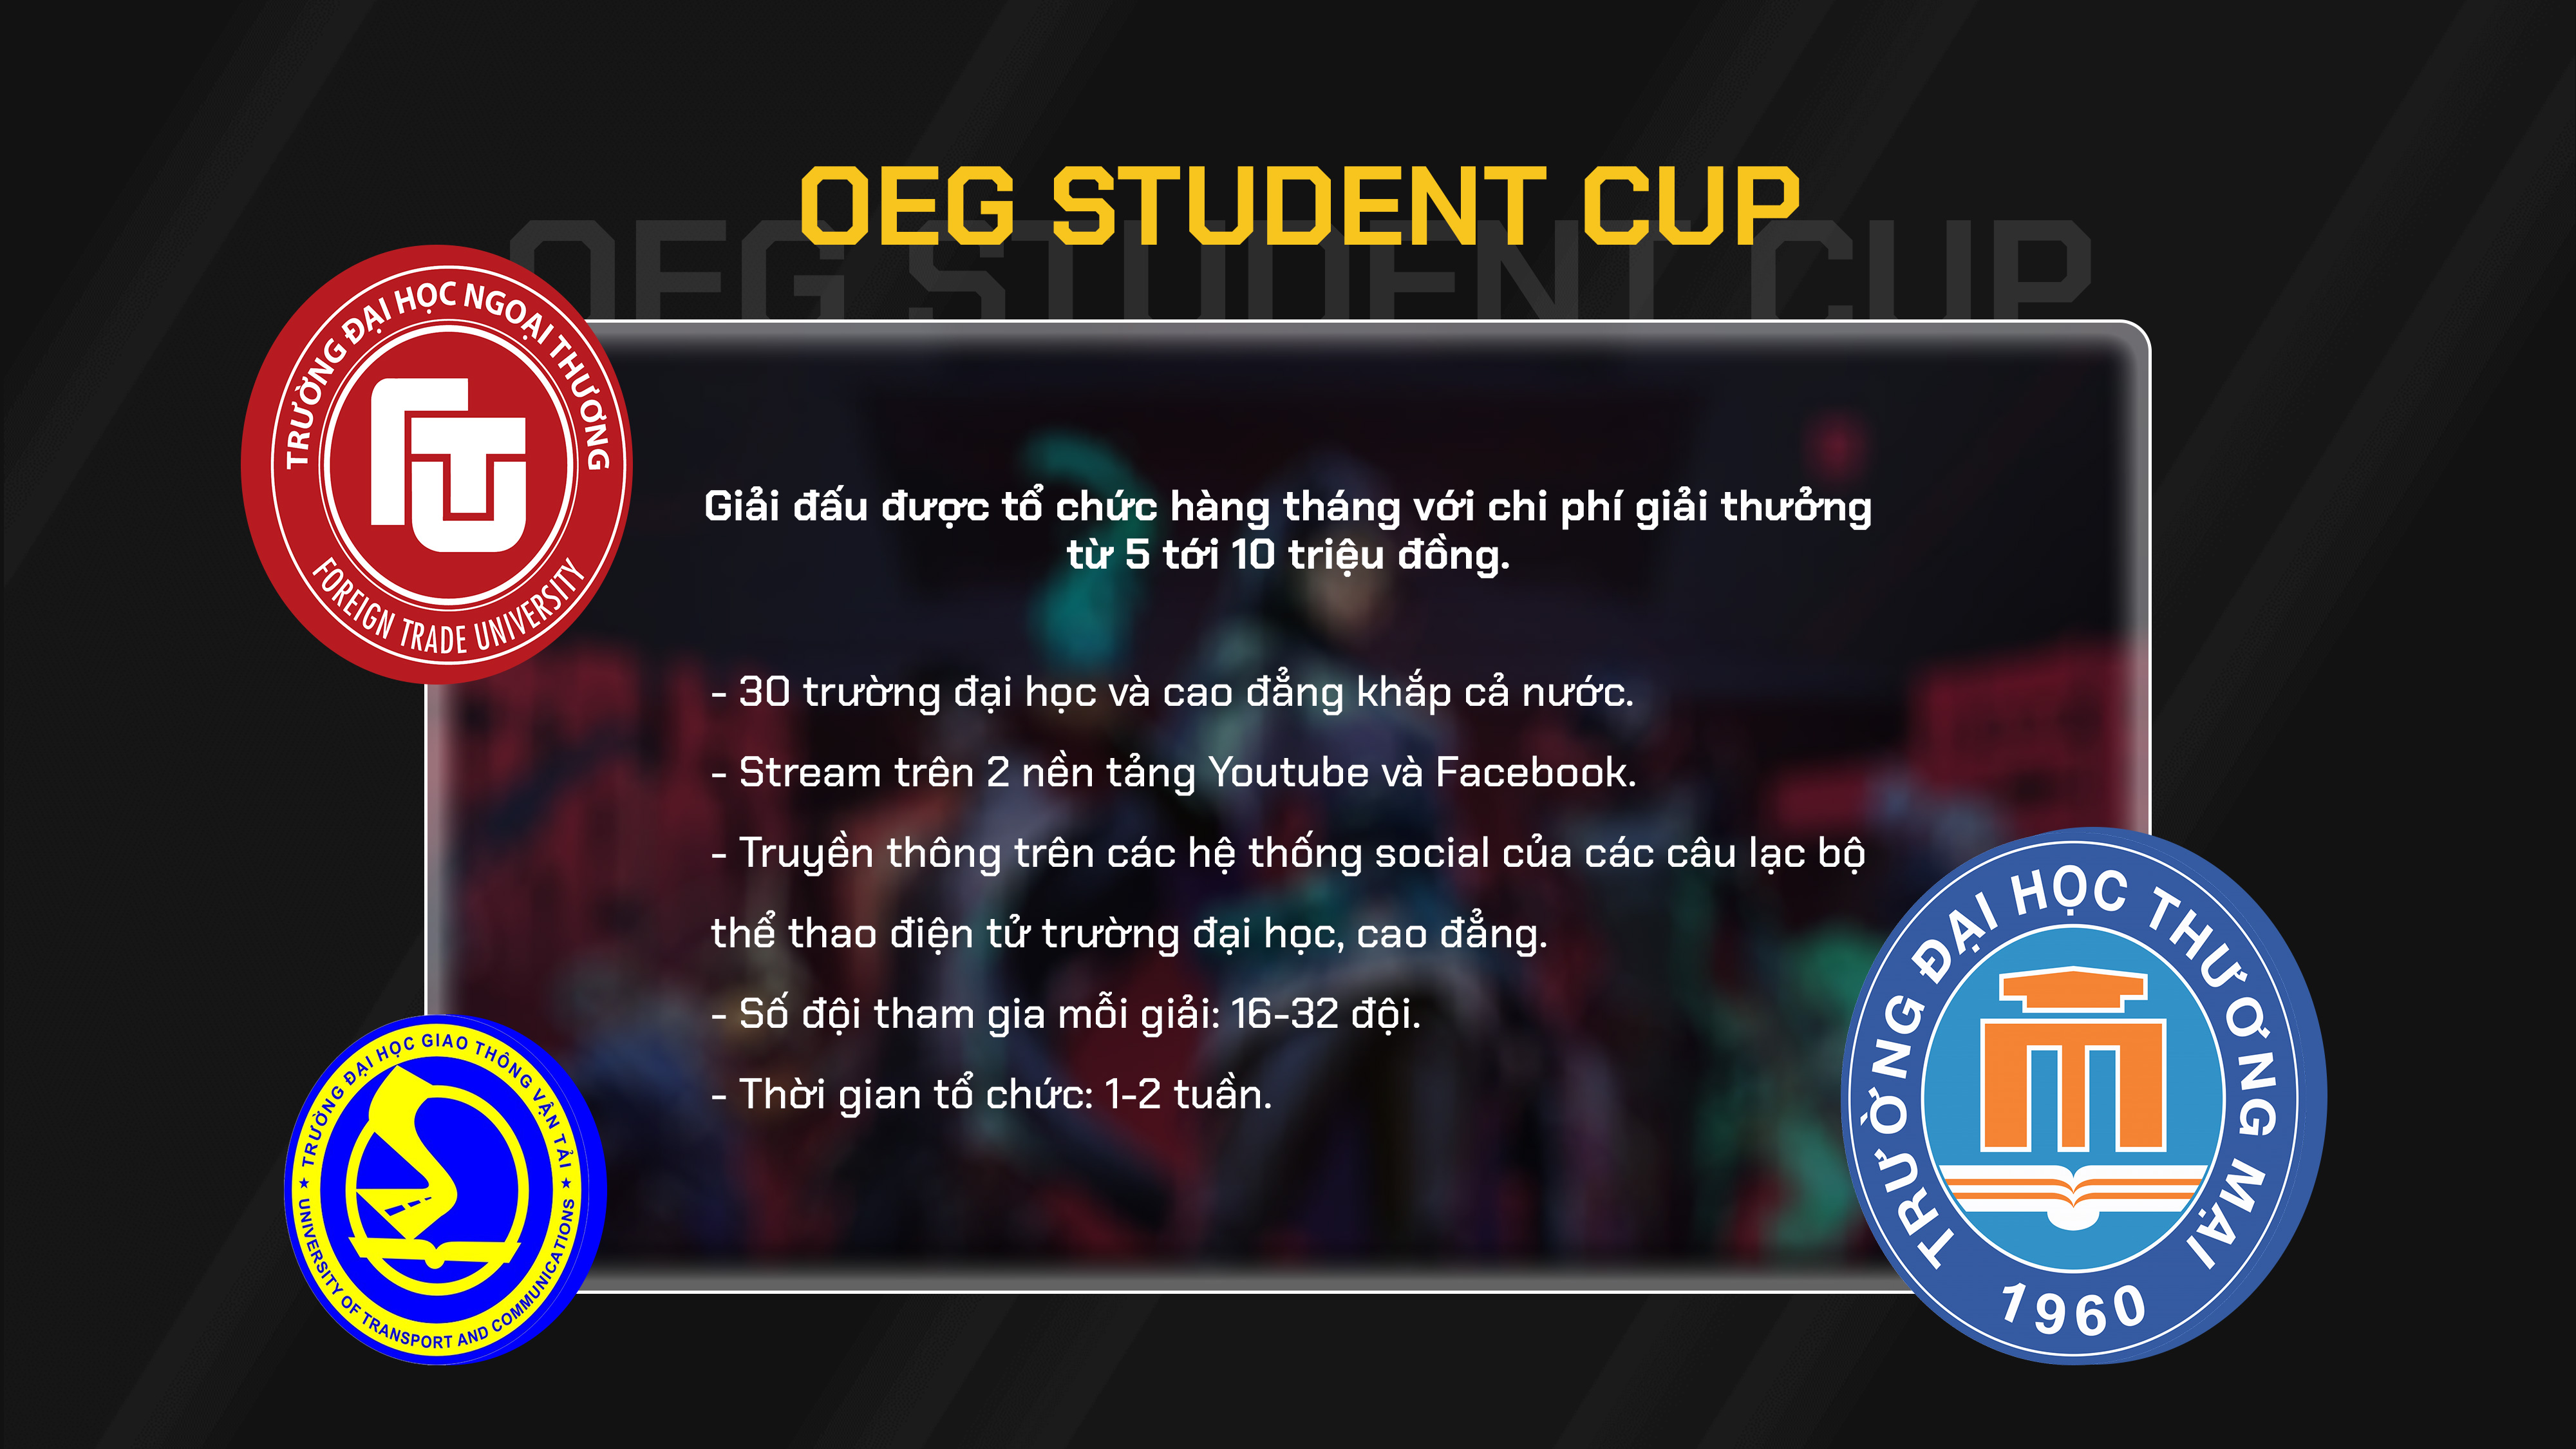 OEG STUDENT CUP
OEG STUDENT CUP
TRƯỜNG ĐẠI HỌC NGOẠI THƯƠNG
FTU
FOREIGN TRADE UNIVERSITY
Giải đấu được tổ chức hàng tháng với chi phí giải thưởng
từ 5 tới 10 triệu đồng.
- 30 trường đại học và cao đẳng khắp cả nước.
- Stream trên 2 nền tảng Youtube và Facebook.
- Truyền thông trên các hệ thống social của các câu lạc bộ
thể thao điện tử trường đại học, cao đẳng.
- Số đội tham gia mỗi giải: 16-32 đội.
- Thời gian tổ chức: 1-2 tuần.
TRƯỜNG ĐẠI HỌC GIAO THÔNG VẬN TẢI
UNIVERSITY OF TRANSPORT AND COMMUNICATIONS
TRƯỜNG ĐẠI HỌC THƯƠNG MẠI
1960